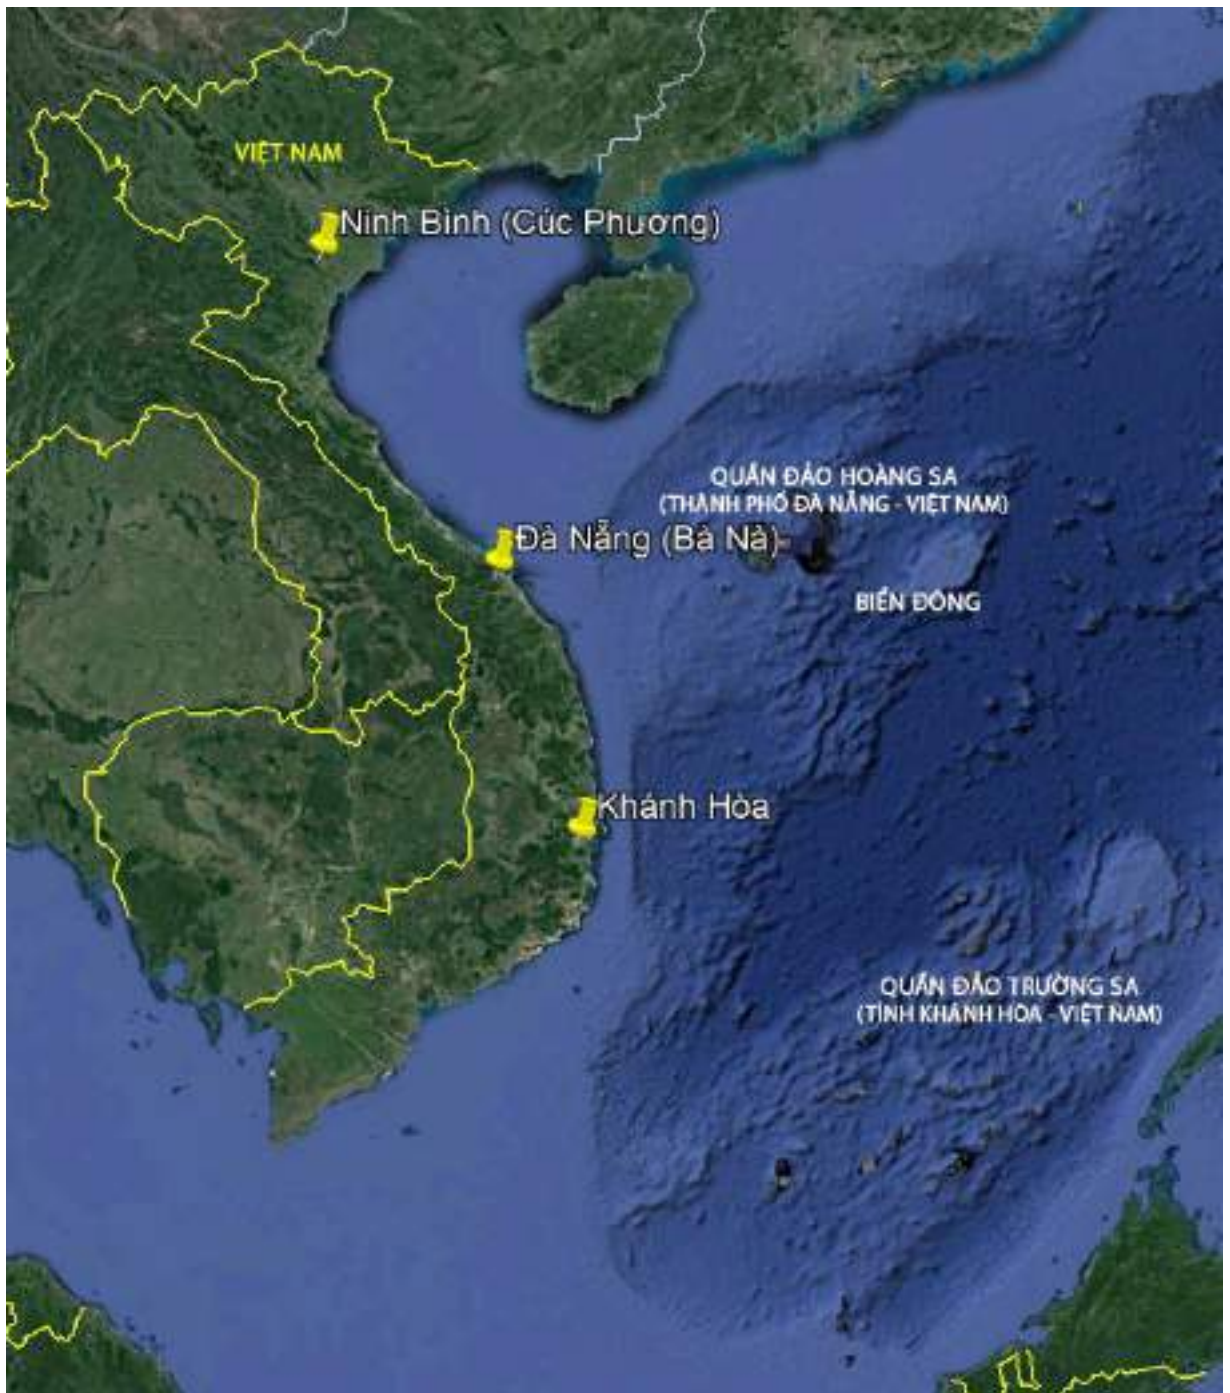 VIỆT NAM
Ninh Bình (Cúc Phương)
QUẦN ĐẢO HOÀNG SA
(THÀNH PHỐ ĐÀ NẴNG - VIỆT NAM)
Đà Nẵng (Bà Nà)
BIỂN ĐÔNG
Khánh Hòa
QUẦN ĐẢO TRƯỜNG SA
(TỈNH KHÁNH HÒA - VIỆT NAM)